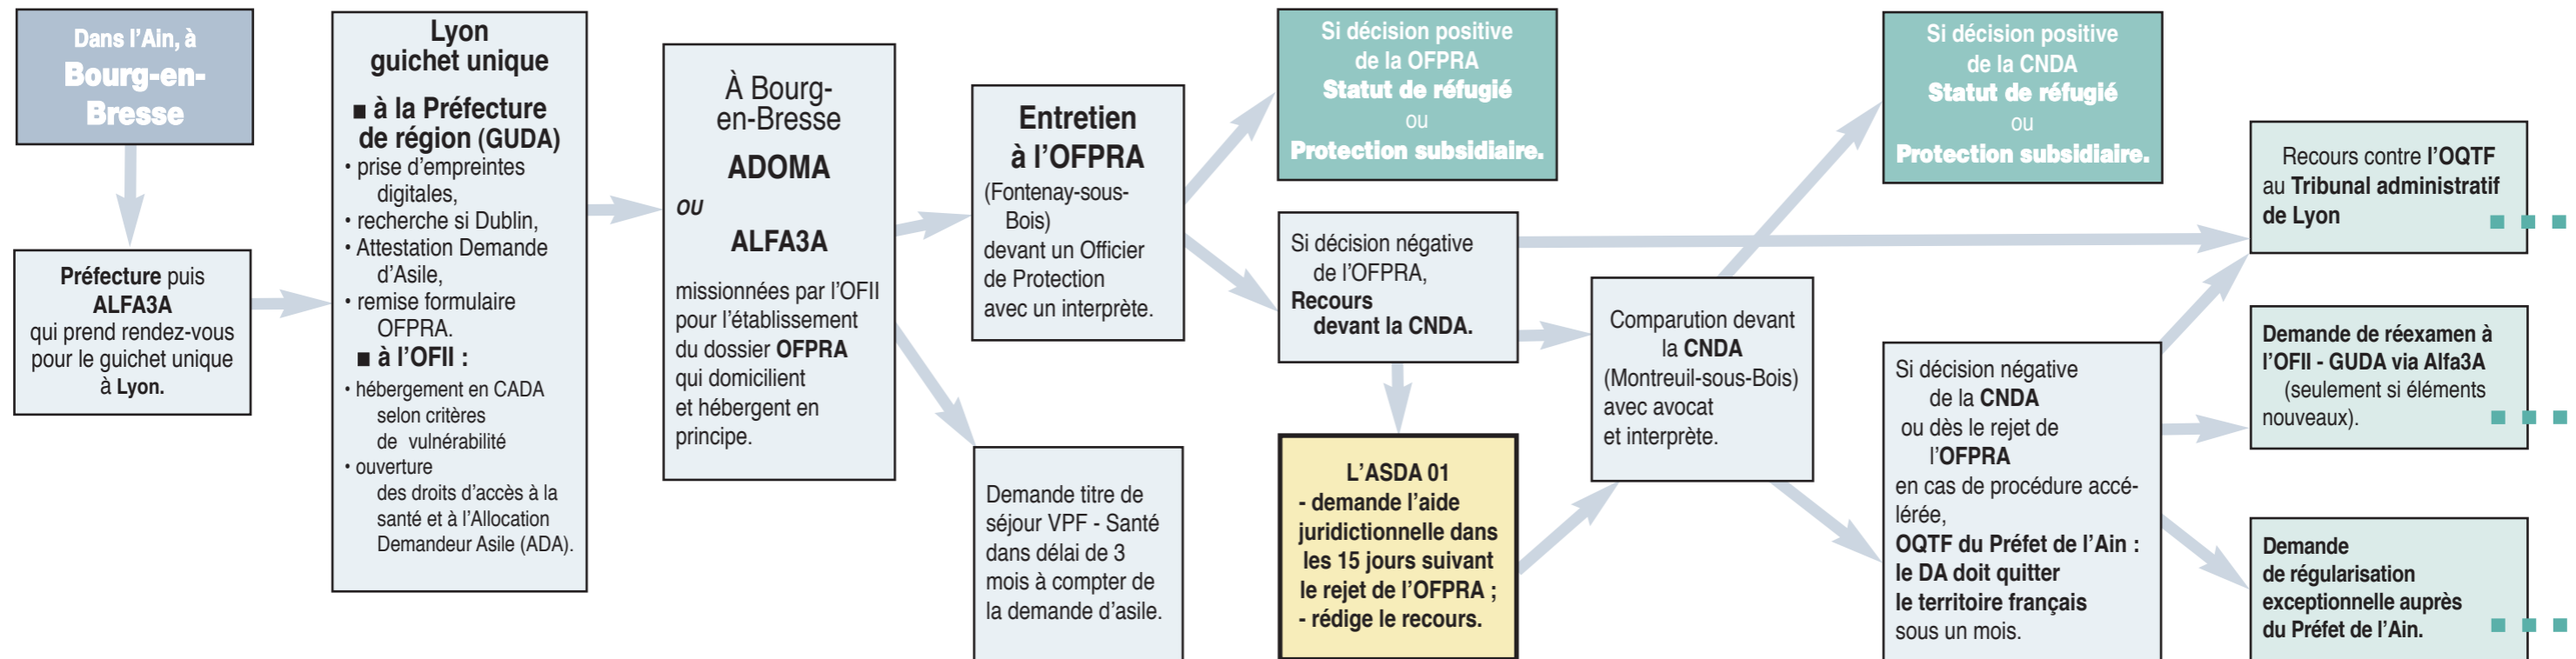 Dans l’Ain, à
Bourg-en-
Bresse
Préfecture puis
ALFA3A
qui prend rendez-vous
pour le guichet unique
à Lyon.
Lyon
guichet unique
■ à la Préfecture
de région (GUDA)
• prise d’empreintes
digitales,
• recherche si Dublin,
• Attestation Demande
d’Asile,
• remise formulaire
OFPRA.
■ à l’OFII :
• hébergement en CADA
selon critères
de vulnérabilité
• ouverture
des droits d’accès à la
santé et à l’Allocation
Demandeur Asile (ADA).
À Bourg-
en-Bresse
ADOMA
OU
ALFA3A
missionnées par l’OFII
pour l’établissement
du dossier OFPRA
qui domicilient
et hébergent en
principe.
Entretien
à l’OFPRA
(Fontenay-sous-
Bois)
devant un Officier
de Protection
avec un interprète.
Demande titre de
séjour VPF - Santé
dans délai de 3
mois à compter de
la demande d’asile.
Si décision positive
de la OFPRA
Statut de réfugié
ou
Protection subsidiaire.
Si décision négative
de l’OFPRA,
Recours
devant la CNDA.
L’ASDA 01
- demande l’aide
juridictionnelle dans
les 15 jours suivant
le rejet de l’OFPRA ;
- rédige le recours.
Comparution devant
la CNDA
(Montreuil-sous-Bois)
avec avocat
et interprète.
Si décision positive
de la CNDA
Statut de réfugié
ou
Protection subsidiaire.
Si décision négative
de la CNDA
ou dès le rejet de
l’OFPRA
en cas de procédure accé-
lérée,
OQTF du Préfet de l’Ain :
le DA doit quitter
le territoire français
sous un mois.
Recours contre l’OQTF
au Tribunal administratif
de Lyon
Demande de réexamen à
l’OFII - GUDA via Alfa3A
(seulement si éléments
nouveaux).
Demande
de régularisation
exceptionnelle auprès
du Préfet de l’Ain.